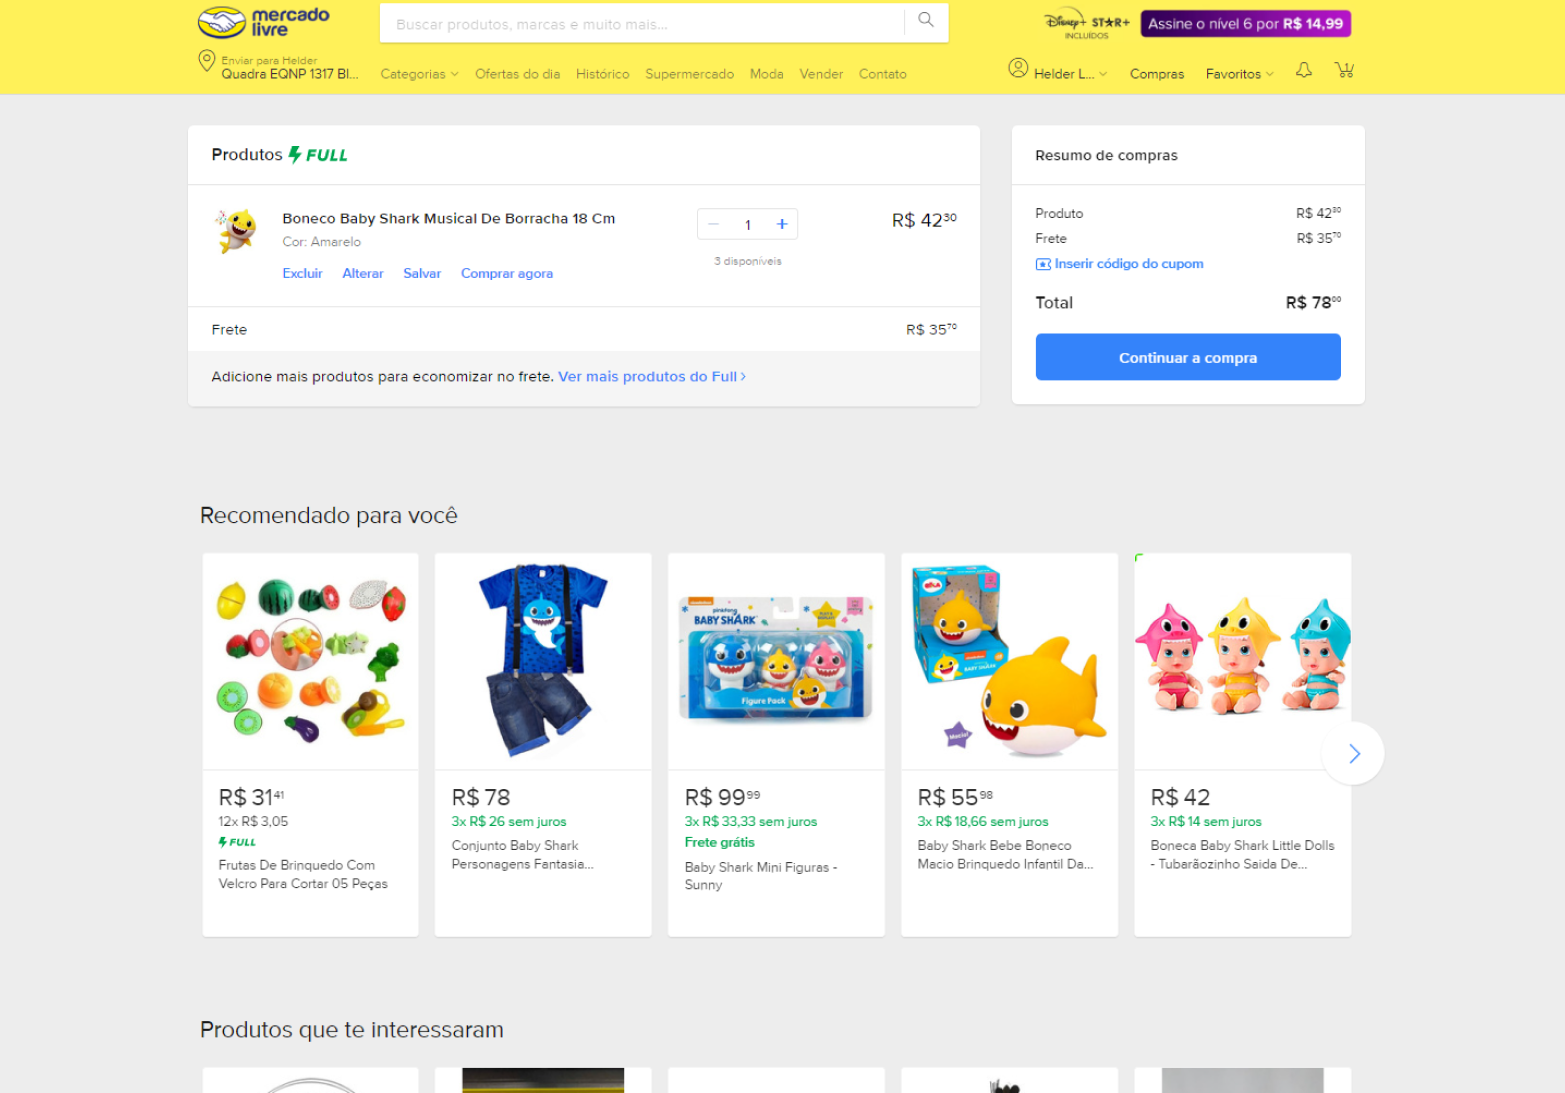 mercado livre
Buscar produtos, marcas e muito mais...
Disney+ STAR+
INCLUÍDOS
Assine o nível 6 por R$ 14,99
Enviar para Helder
Quadra EQNP 1317 Bl...
Categorias
Ofertas do dia
Histórico
Supermercado
Moda
Vender
Contato
Helder L...
Compras
Favoritos
1
Produtos FULL
Boneco Baby Shark Musical De Borracha 18 Cm
Cor: Amarelo
Excluir Alterar Salvar Comprar agora
1
3 disponíveis
R$ 42 30
Frete
R$ 35 70
Adicione mais produtos para economizar no frete. Ver mais produtos do Full
Resumo de compras
Produto R$ 42 30
Frete R$ 35 70
Inserir código do cupom
Total R$ 78 00
Continuar a compra
Recomendado para você
R$ 31 41
12x R$ 3,05
FULL
Frutas De Brinquedo Com
Velcro Para Cortar 05 Peças
R$ 78
3x R$ 26 sem juros
Conjunto Baby Shark
Personagens Fantasia...
pinkfong
BABY SHARK
Figure Pack
R$ 99 99
3x R$ 33,33 sem juros
Frete grátis
Baby Shark Mini Figuras -
Sunny
R$ 55 98
3x R$ 18,66 sem juros
Baby Shark Bebe Boneco
Macio Brinquedo Infantil Da...
R$ 42
3x R$ 14 sem juros
Boneca Baby Shark Little Dolls
- Tubarãozinho Saida De...
Produtos que te interessaram